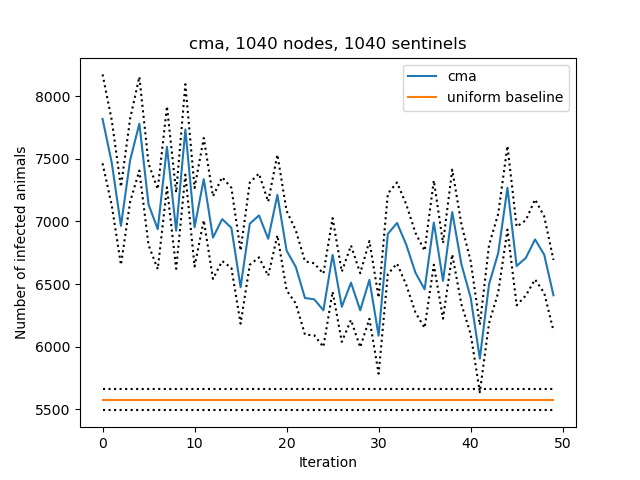 cma, 1040 nodes, 1040 sentinels
cma
uniform baseline
Number of infected animals
8000
7500
7000
6500
6000
5500
0
10
20
30
40
50
Iteration